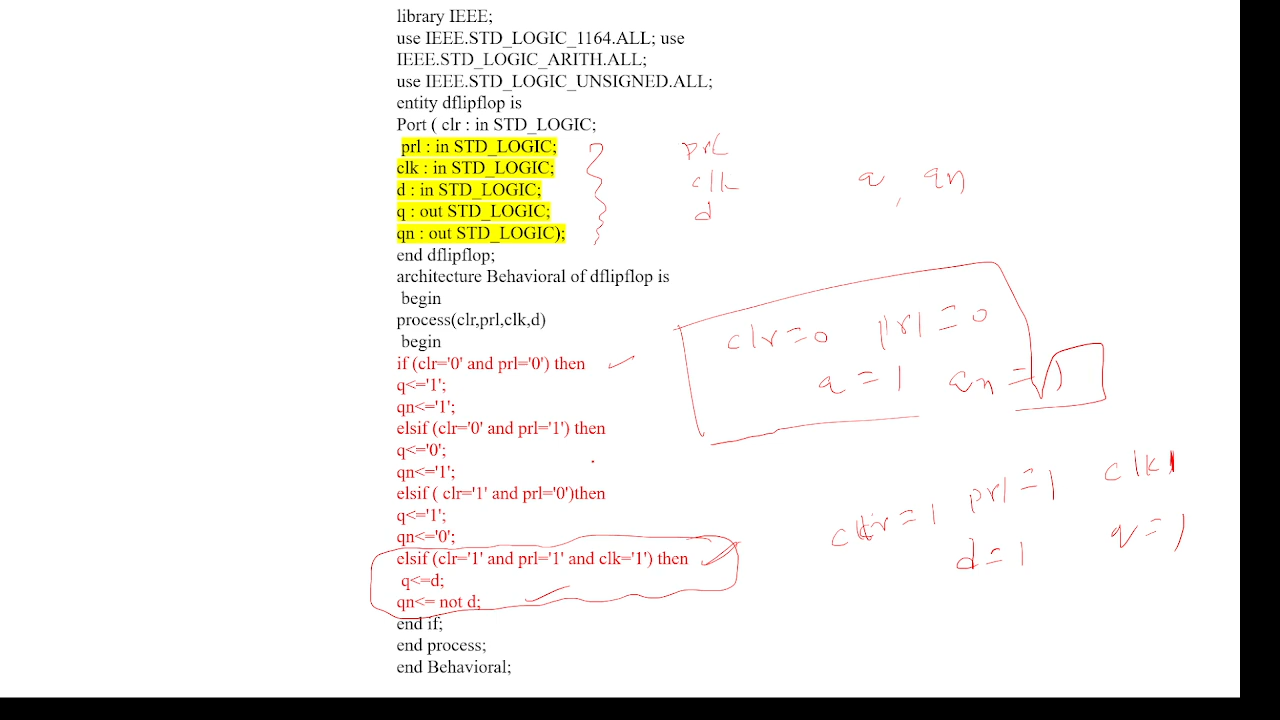 library IEEE;
use IEEE.STD_LOGIC_1164.ALL; use
IEEE.STD_LOGIC_ARITH.ALL;
use IEEE.STD_LOGIC_UNSIGNED.ALL;
entity dflipflop is
Port ( clr : in STD_LOGIC;
prl : in STD_LOGIC;
clk : in STD_LOGIC;
d : in STD_LOGIC;
q : out STD_LOGIC;
qn : out STD_LOGIC);
end dflipflop;
architecture Behavioral of dflipflop is
begin
process(clr,prl,clk,d)
begin
if (clr='0' and prl='0') then
q<='1';
qn<='1';
elsif (clr='0' and prl='1') then
q<='0';
qn<='1';
elsif ( clr='1' and prl='0')then
q<='1';
qn<='0';
elsif (clr='1' and prl='1' and clk='1') then
q<=d;
qn<= not d;
end if;
end process;
end Behavioral;
prl
clk
d
q , qn
clr=0 prl=0
q=1 qn=1
clr=1 prl=1 clk1
d=1 q=1